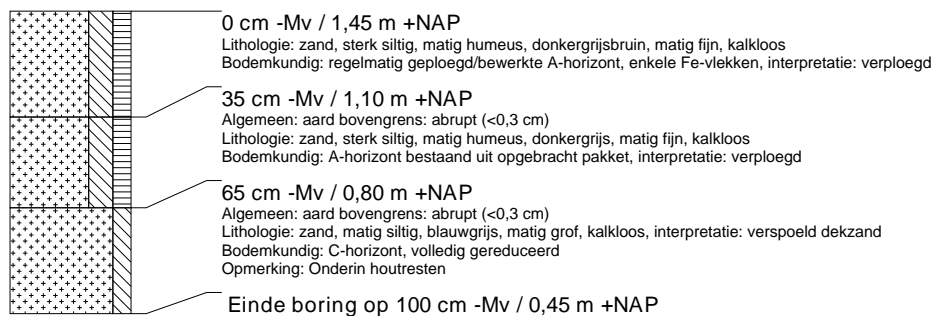 0 cm -Mv / 1,45 m +NAP
Lithologie: zand, sterk siltig, matig humeus, donkergrijsbruin, matig fijn, kalkloos
Bodemkundig: regelmatig geploegd/bewerkte A-horizont, enkele Fe-vlekken, interpretatie: verploegd
35 cm -Mv / 1,10 m +NAP
Algemeen: aard bovengrens: abrupt (<0,3 cm)
Lithologie: zand, sterk siltig, matig humeus, donkergrijs, matig fijn, kalkloos
Bodemkundig: A-horizont bestaand uit opgebracht pakket, interpretatie: verploegd
65 cm -Mv / 0,80 m +NAP
Algemeen: aard bovengrens: abrupt (<0,3 cm)
Lithologie: zand, matig siltig, blauwgrijs, matig grof, kalkloos, interpretatie: verspoeld dekzand
Bodemkundig: C-horizont, volledig gereduceerd
Opmerking: Onderin houtresten
Einde boring op 100 cm -Mv / 0,45 m +NAP